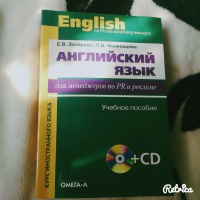 English
for PR and advertising managers
Е.В. Захарова, Л.В. Ульянищева
АНГЛИЙСКИЙ
ЯЗЫК
для менеджеров по PR и рекламе
Учебное пособие
КУРС ИНОСТРАННОГО ЯЗЫКА
+CD
ОМЕГА-Л
Retrica